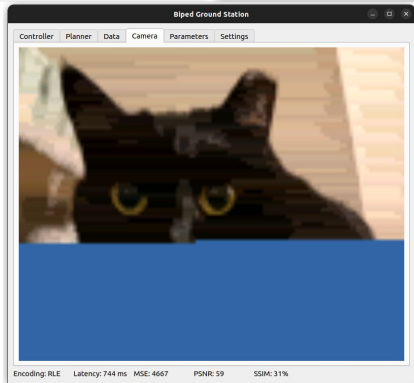 Biped Ground Station
Controller Planner Data Camera Parameters Settings
Encoding: RLE Latency: 744 ms MSE: 4667 PSNR: 59 SSIM: 31%